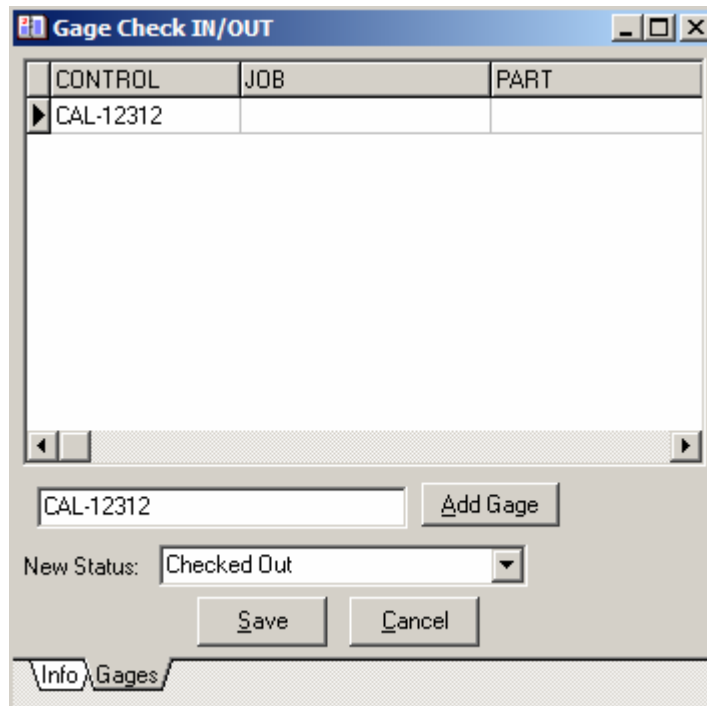 Gage Check IN/OUT
CONTROL JOB PART
CAL-12312
CAL-12312 Add Gage
New Status: Checked Out
Save Cancel
Info Gages